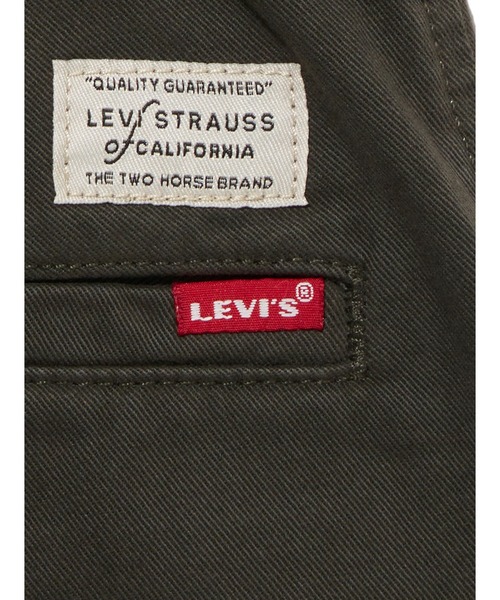 "QUALITY GUARANTEED"
LEVI STRAUSS
of CALIFORNIA
THE TWO HORSE BRAND
LEVI'S®